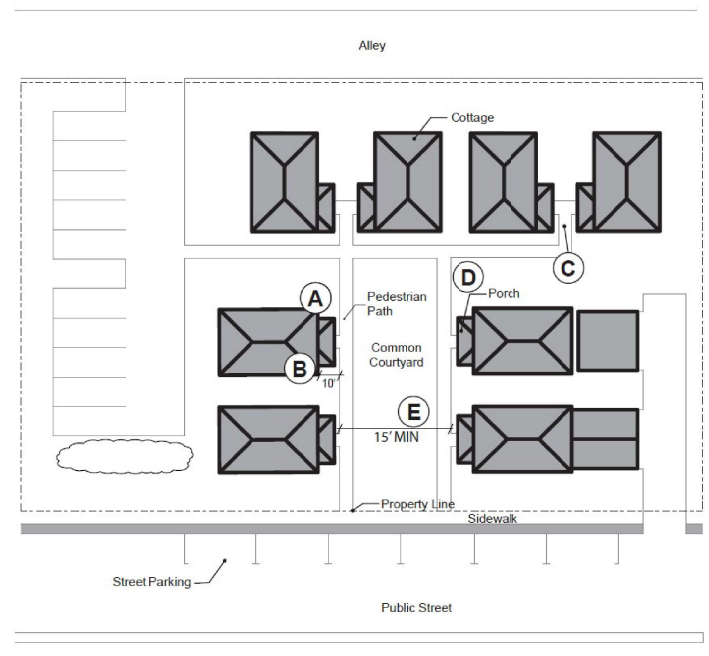 Alley
Cottage
C
A
D
Pedestrian
Path
Porch
Common
Courtyard
B
10'
E
15' MIN
Property Line
Sidewalk
Street Parking
Public Street